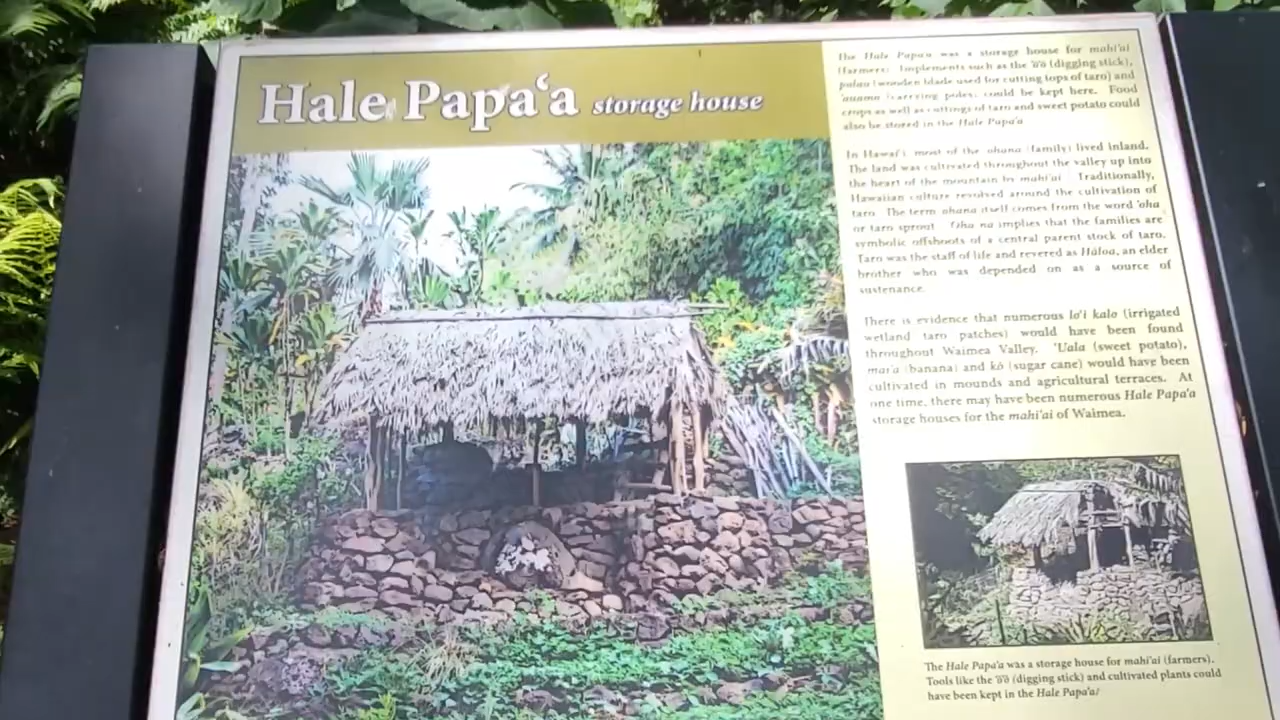 Hale Papa‘a storage house
The Hale Papa'a was a storage house for mahi'ai
(farmers). Implements such as the 'ō'ō (digging stick),
palau (wooden blade used for cutting tops of taro) and
'auamo (carrying poles) could be kept here. Food
crops as well as cuttings of taro and sweet potato could
also be stored in the Hale Papa'a
In Hawai'i most of the ohana (family) lived inland.
The land was cultivated throughout the valley up into
the heart of the mountain by mahi'ai. Traditionally,
Hawaiian culture revolved around the cultivation of
taro. The term ohana itself comes from the word 'oha
or taro sprout. 'Oha na implies that the families are
symbolic offshoots of a central parent stock of taro.
Taro was the staff of life and revered as Hāloa, an elder
brother who was depended on as a source of
sustenance.
There is evidence that numerous lo'i kalo (irrigated
wetland taro patches) would have been found
throughout Waimea Valley. 'Uala (sweet potato),
mai'a (banana) and kō (sugar cane) would have been
cultivated in mounds and agricultural terraces. At
one time, there may have been numerous Hale Papa'a
storage houses for the mahi'ai of Waimea.
The Hale Papa'a was a storage house for mahi'ai (farmers).
Tools like the 'ō'ō (digging stick) and cultivated plants could
have been kept in the Hale Papa'a/